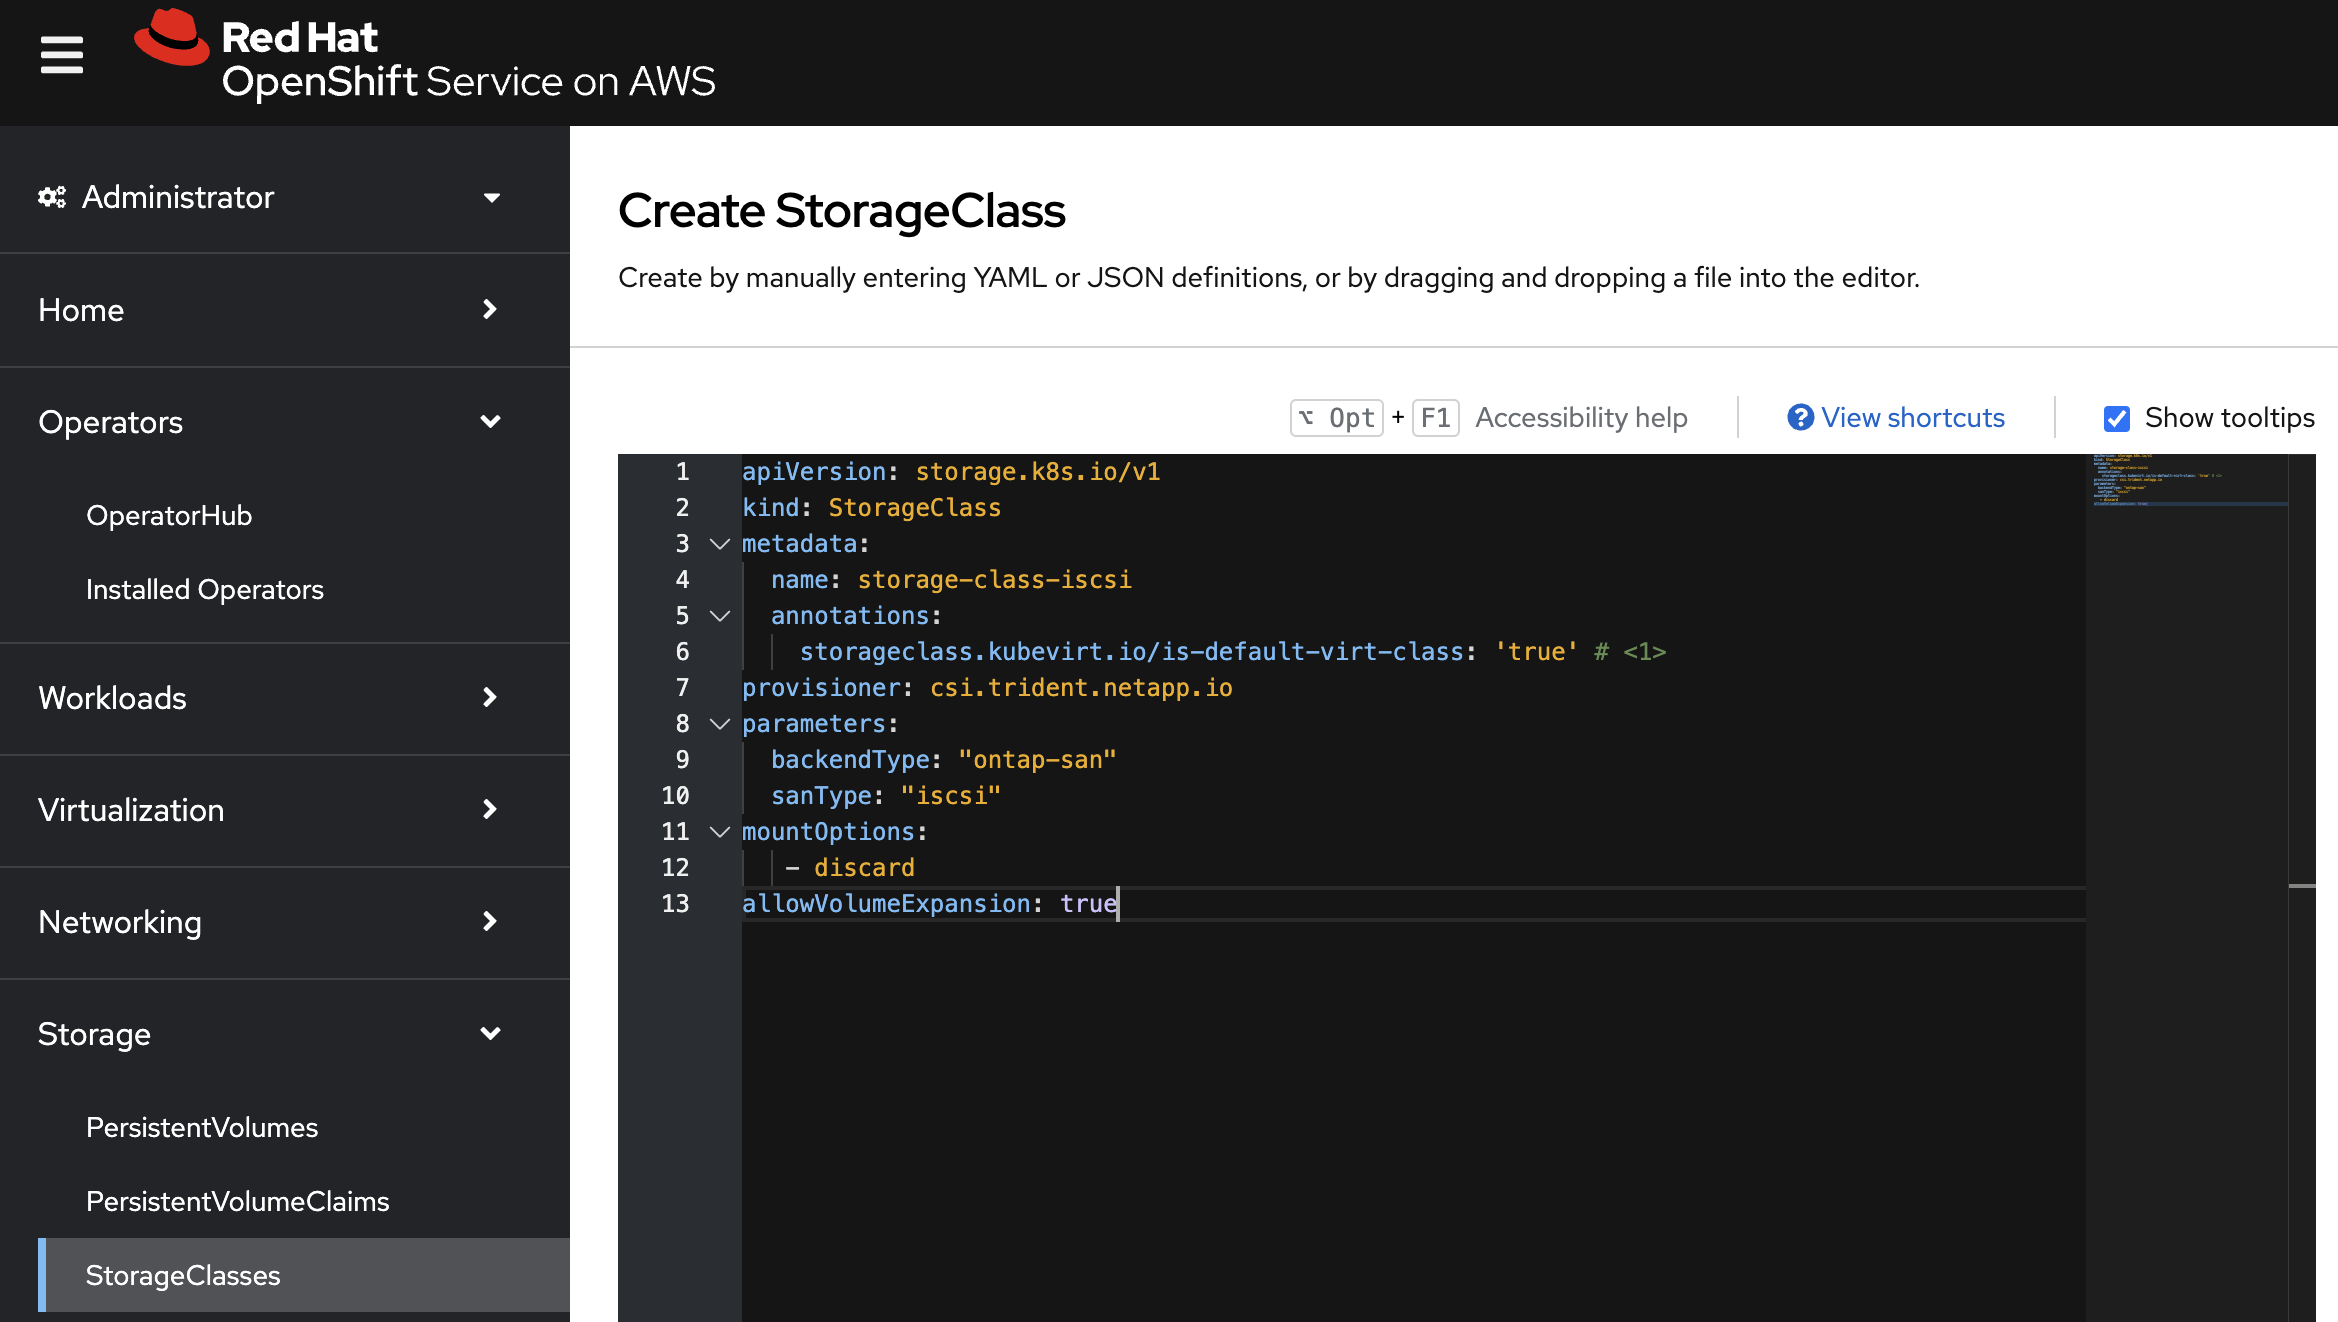 Red Hat
OpenShift Service on AWS
Administrator
Home
Operators
OperatorHub
Installed Operators
Workloads
Virtualization
Networking
Storage
PersistentVolumes
PersistentVolumeClaims
StorageClasses
Create StorageClass
Create by manually entering YAML or JSON definitions, or by dragging and dropping a file into the editor.
⌥ Opt + F1 Accessibility help
View shortcuts
Show tooltips
1 apiVersion: storage.k8s.io/v1
2 kind: StorageClass
3 metadata:
4   name: storage-class-iscsi
5   annotations:
6     storageclass.kubevirt.io/is-default-virt-class: 'true' # <1>
7 provisioner: csi.trident.netapp.io
8 parameters:
9   backendType: "ontap-san"
10   sanType: "iscsi"
11 mountOptions:
12    - discard
13 allowVolumeExpansion: true